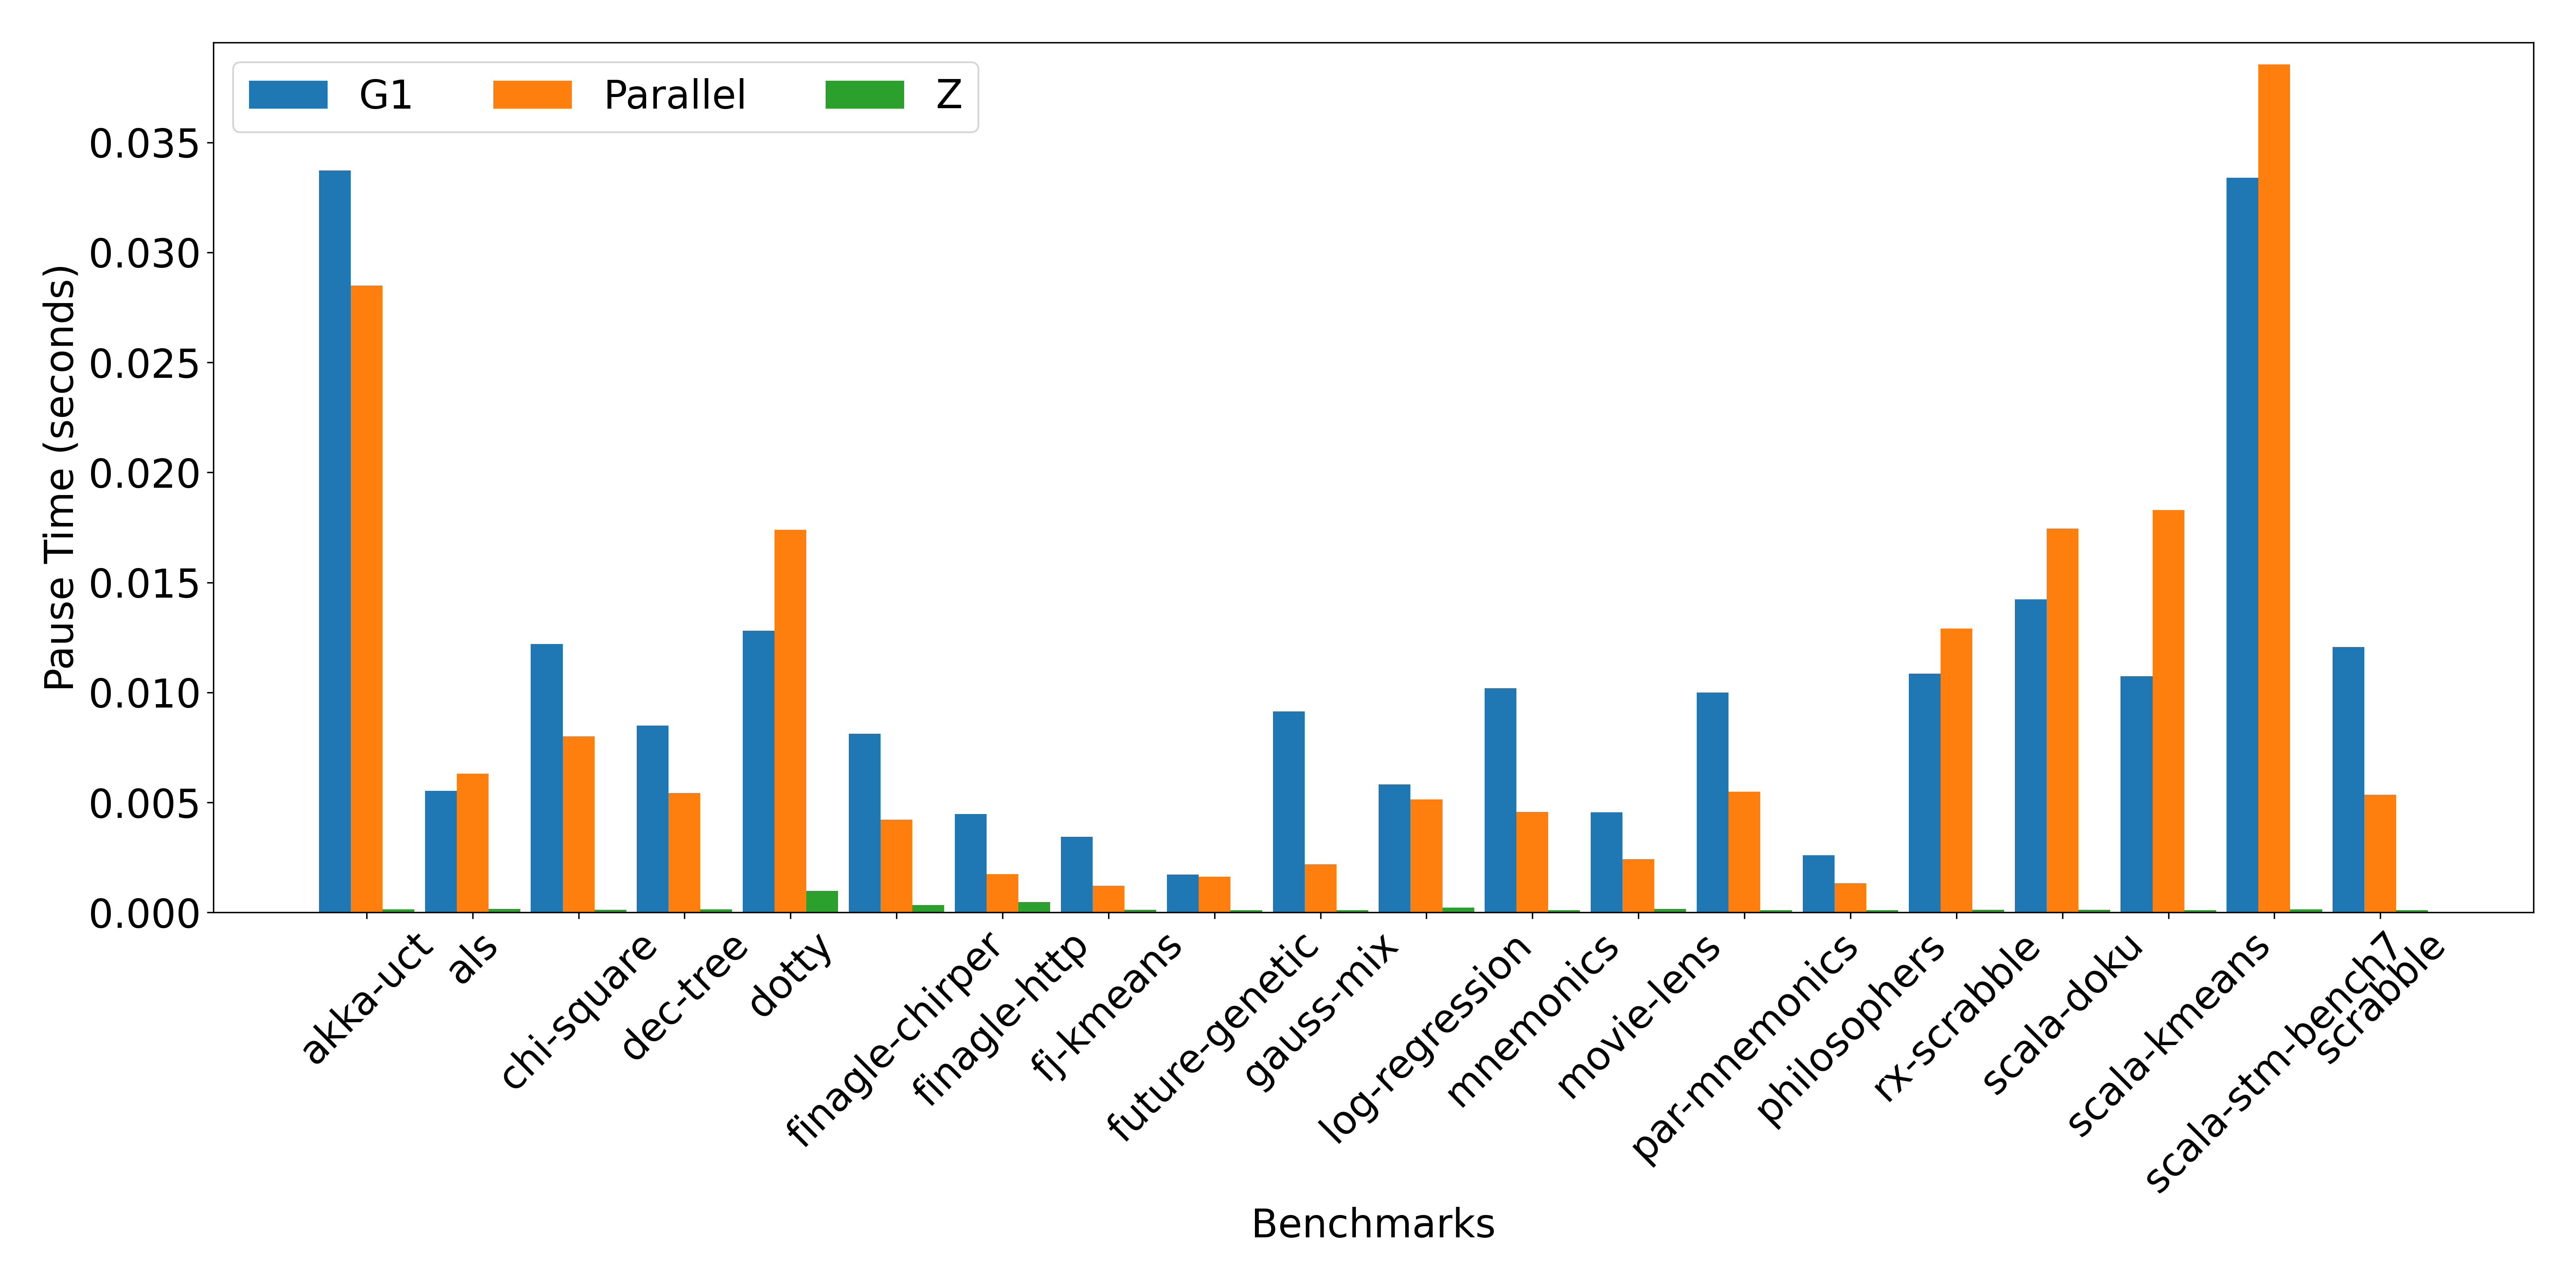 G1 Parallel Z
Pause Time (seconds)
0.035
0.030
0.025
0.020
0.015
0.010
0.005
0.000
akka-uct
als
chi-square
dec-tree
dotty
finagle-chirper
finagle-http
fj-kmeans
future-genetic
gauss-mix
log-regression
mnemonics
movie-lens
par-mnemonics
philosophers
rx-scrabble
scala-doku
scala-kmeans
scala-stm-bench7
scrabble
Benchmarks